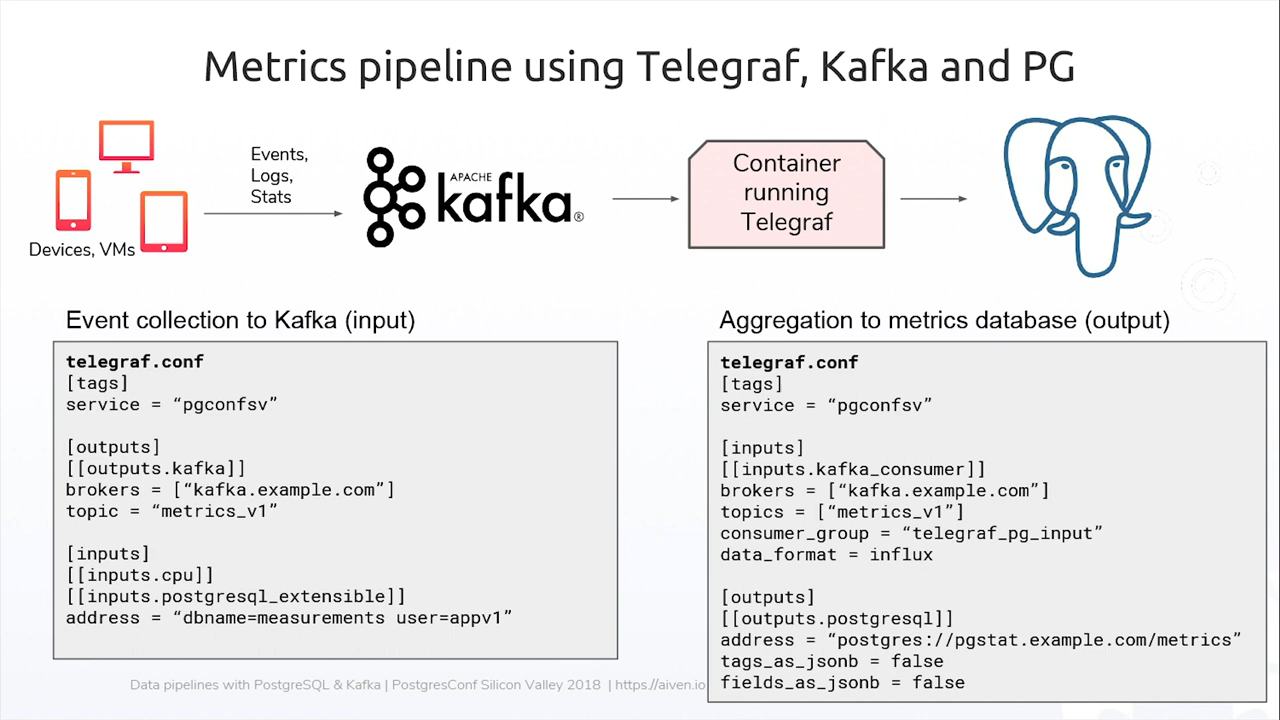 Metrics pipeline using Telegraf, Kafka and PG
Events,
Logs,
Stats
Devices, VMs
APACHE
kafka®
Container
running
Telegraf
Event collection to Kafka (input)
telegraf.conf
[tags]
service = “pgconfsv”
[outputs]
[[outputs.kafka]]
brokers = [“kafka.example.com”]
topic = “metrics_v1”
[inputs]
[[inputs.cpu]]
[[inputs.postgresql_extensible]]
address = “dbname=measurements user=appv1”
Aggregation to metrics database (output)
telegraf.conf
[tags]
service = “pgconfsv”
[inputs]
[[inputs.kafka_consumer]]
brokers = [“kafka.example.com”]
topics = [“metrics_v1”]
consumer_group = “telegraf_pg_input”
data_format = influx
[outputs]
[[outputs.postgresql]]
address = “postgres://pgstat.example.com/metrics”
tags_as_jsonb = false
fields_as_jsonb = false
Data pipelines with PostgreSQL & Kafka | PostgresConf Silicon Valley 2018 | https://aiven.io